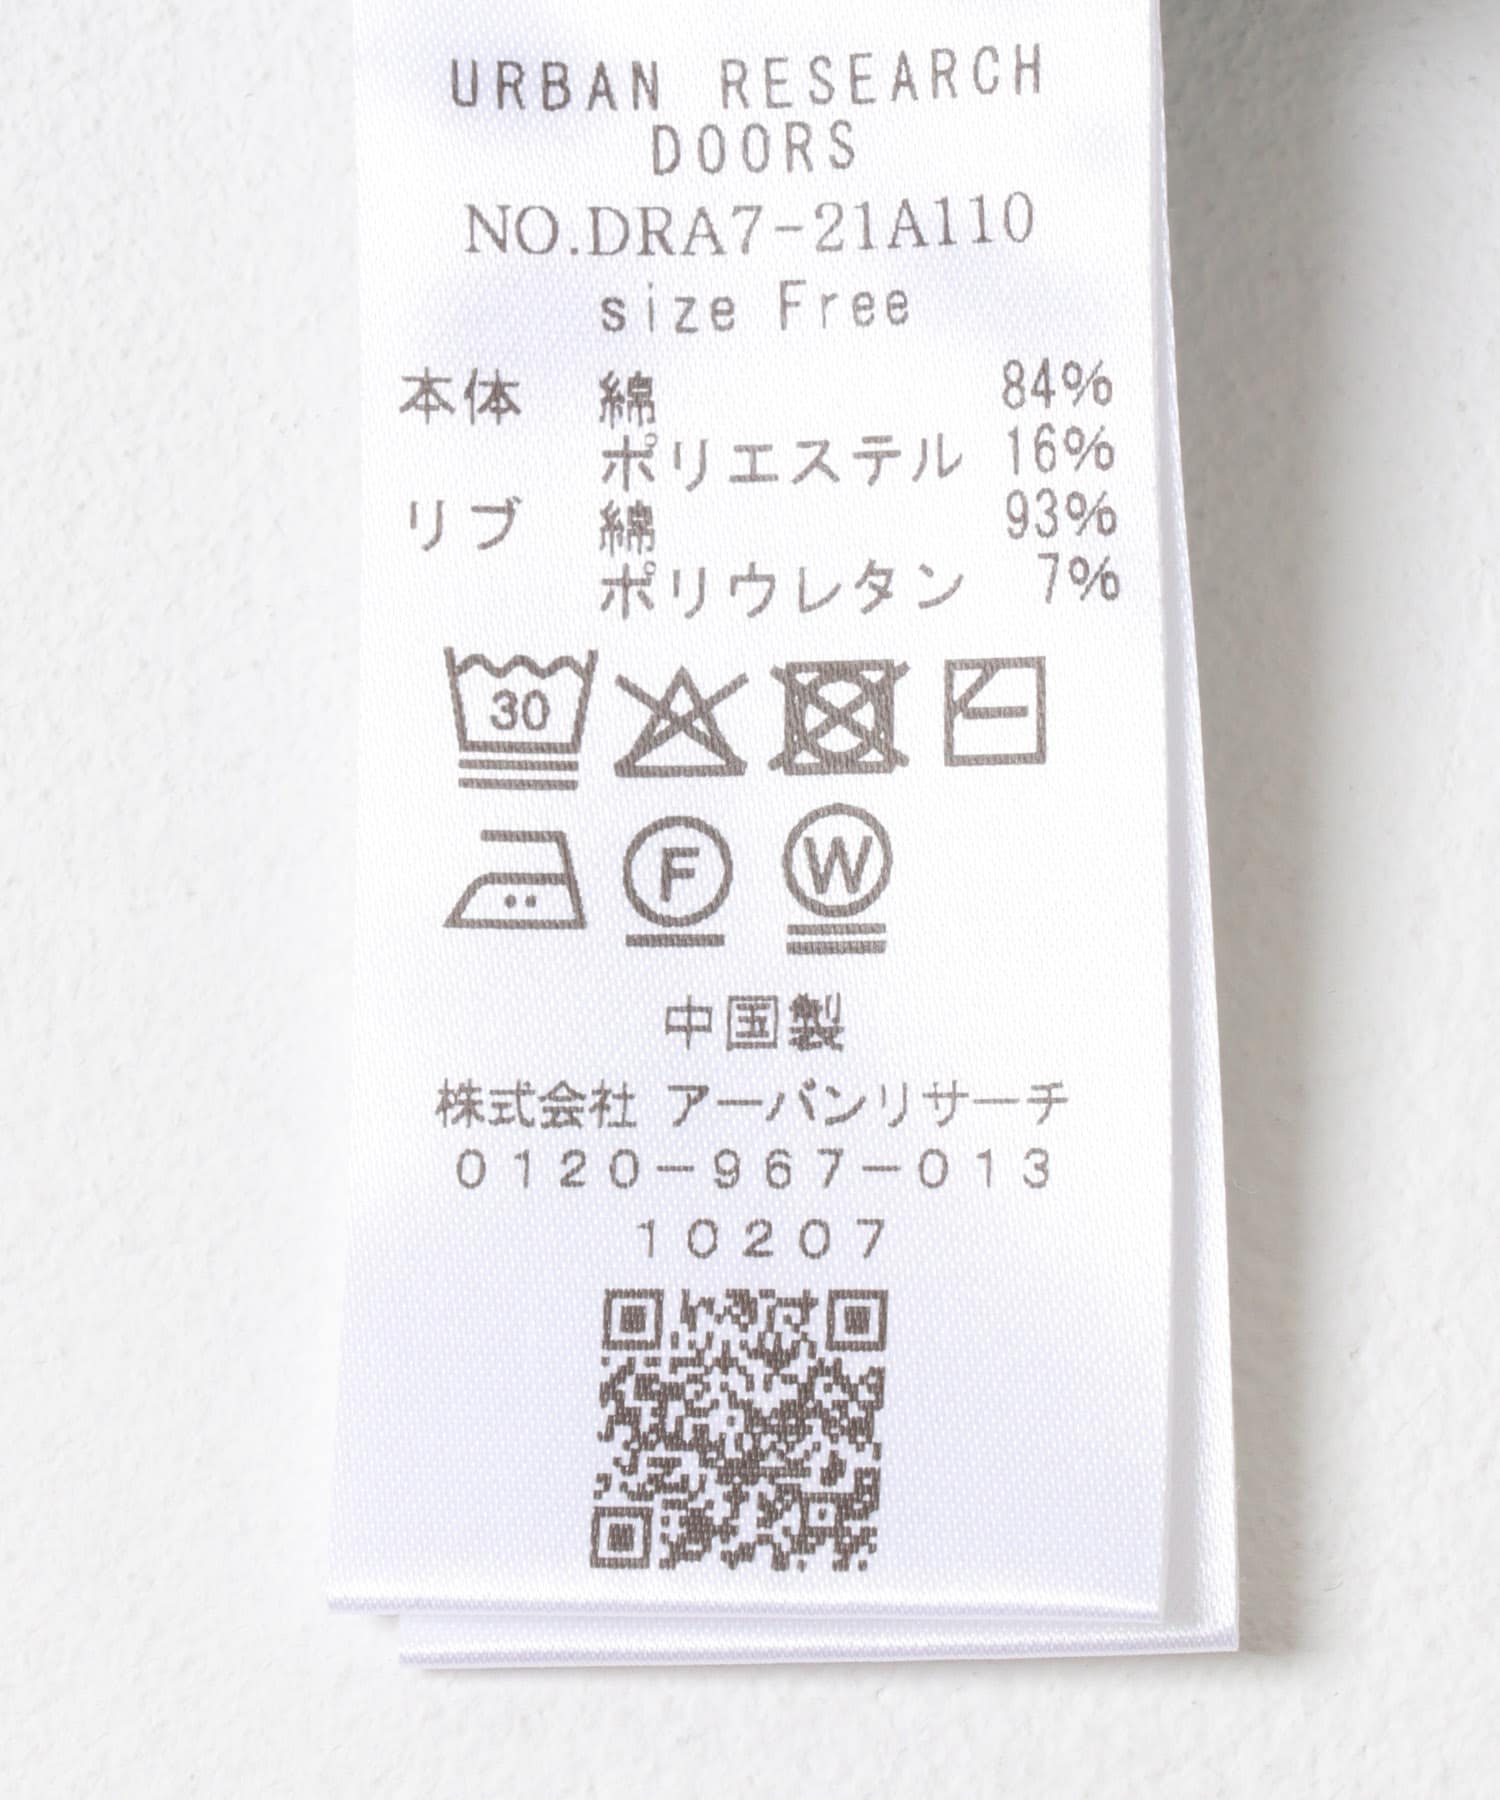 URBAN RESEARCH
DOORS
NO.DRA7-21A110
size Free
本体 綿 84%
ポリエステル 16%
リブ 綿 93%
ポリウレタン 7%
30
F W
中国製
株式会社 アーバンリサーチ
0120-967-013
10207